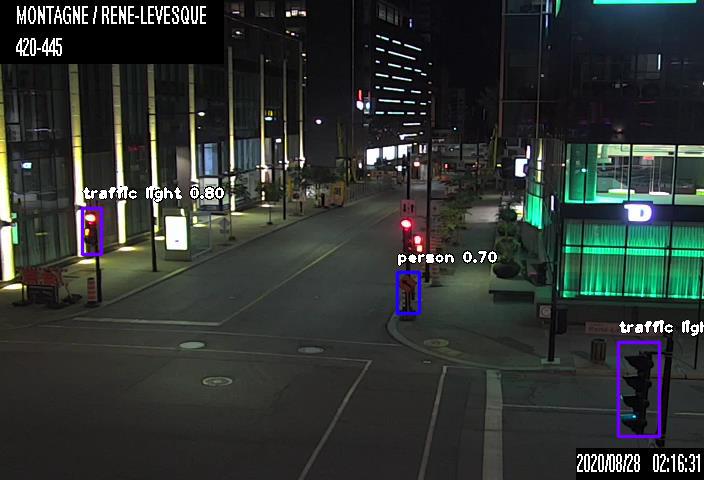 MONTAGNE / RENE-LEVESQUE
420-445
traffic light 0.80
person 0.70
TD
traffic ligh
2020/08/28 02:16:31